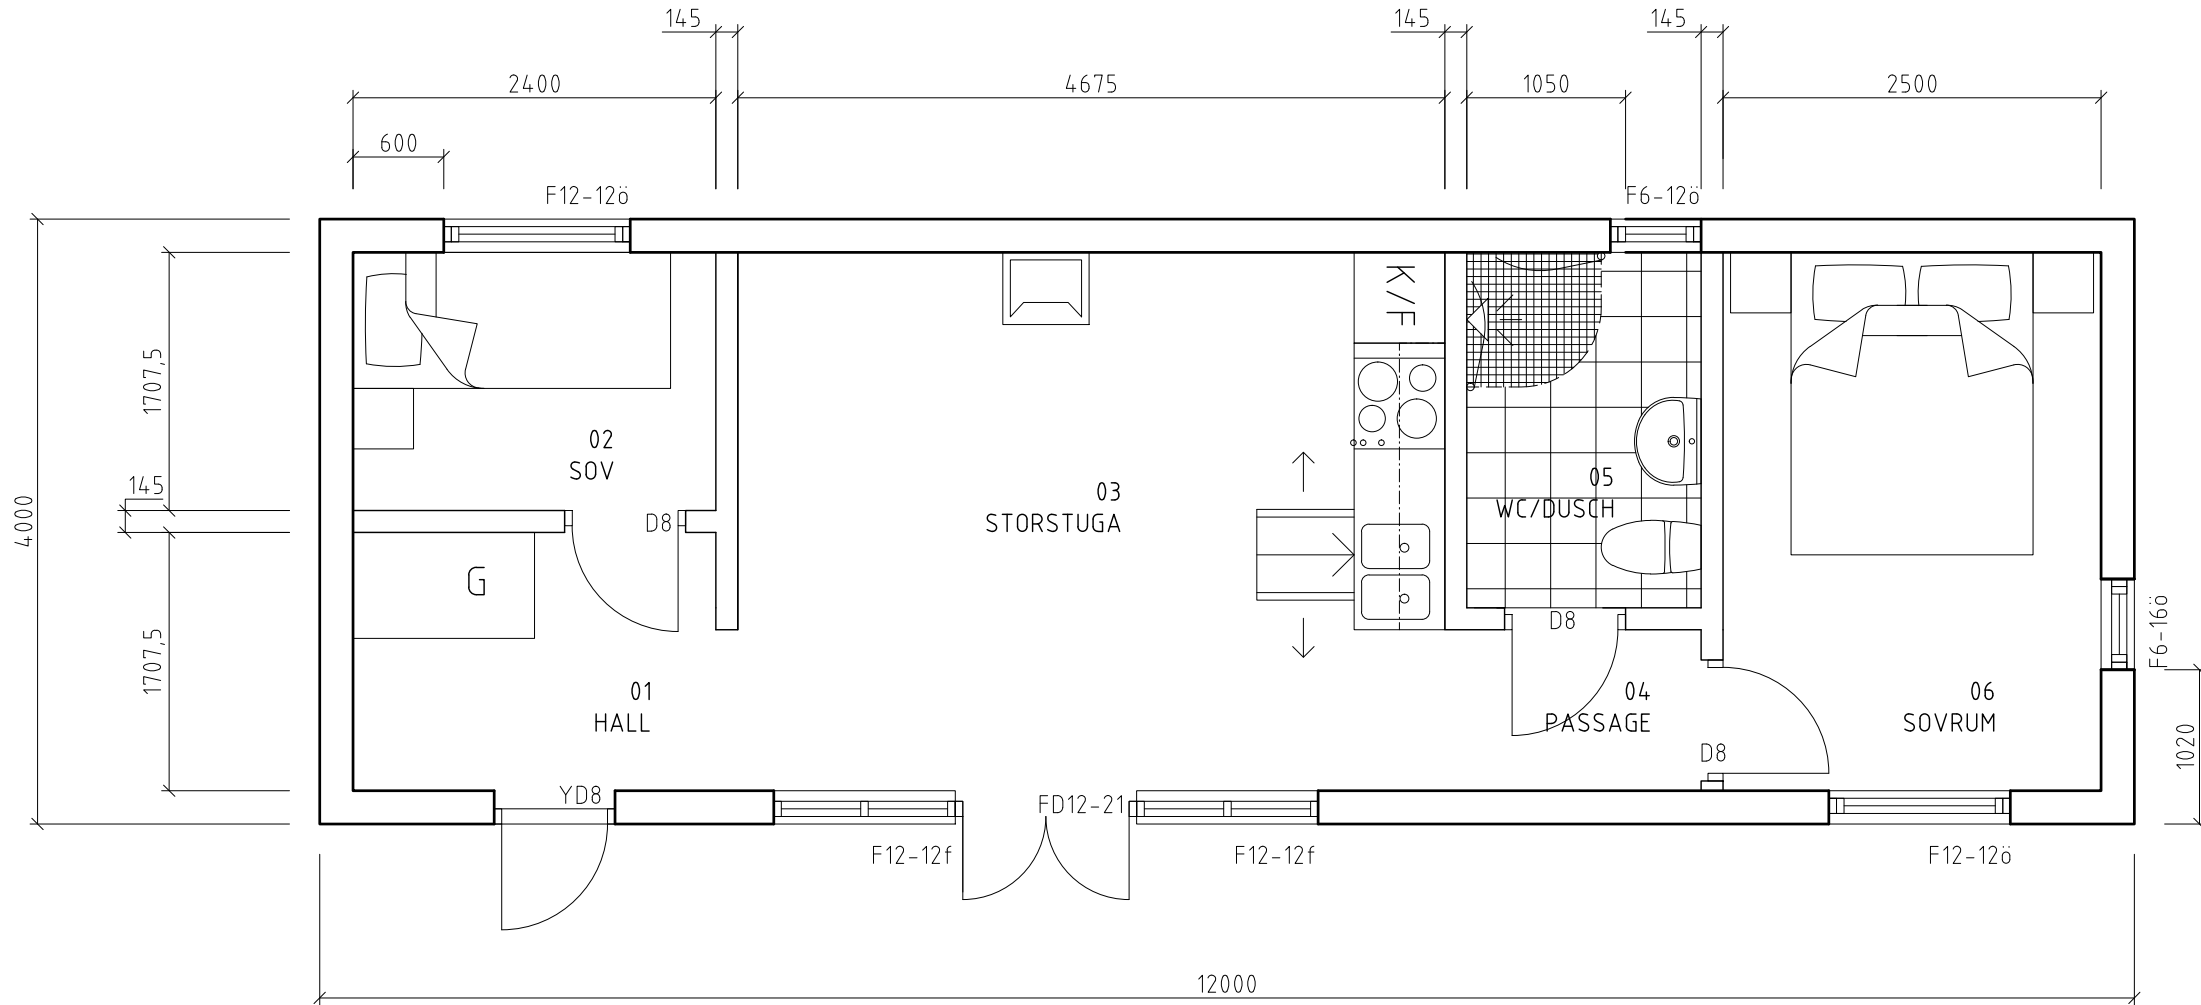 145
145
145
2400
4675
1050
2500
600
F12-12ö
F6-12ö
K/F
1707,5
02
SOV
03
STORSTUGA
05
WC/DUSCH
145
4000
D8
G
D8
F6-16ö
1707,5
01
HALL
04
PASSAGE
06
SOVRUM
D8
1020
YD8
FD12-21
F12-12f
F12-12f
F12-12ö
12000